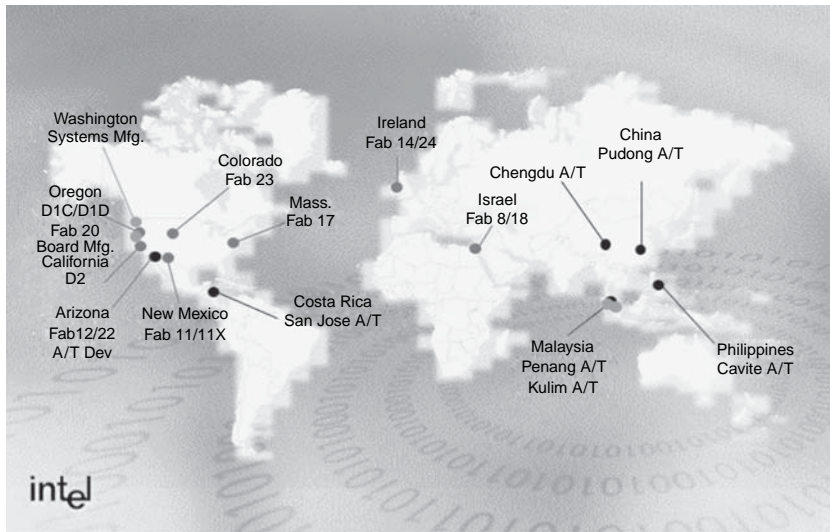 Washington
Systems Mfg.
Oregon
D1C/D1D
Fab 20
Board Mfg.
California
D2
Arizona
Fab12/22
A/T Dev
New Mexico
Fab 11/11X
Colorado
Fab 23
Mass.
Fab 17
Costa Rica
San Jose A/T
Ireland
Fab 14/24
Israel
Fab 8/18
Chengdu A/T
China
Pudong A/T
Malaysia
Penang A/T
Kulim A/T
Philippines
Cavite A/T
intel